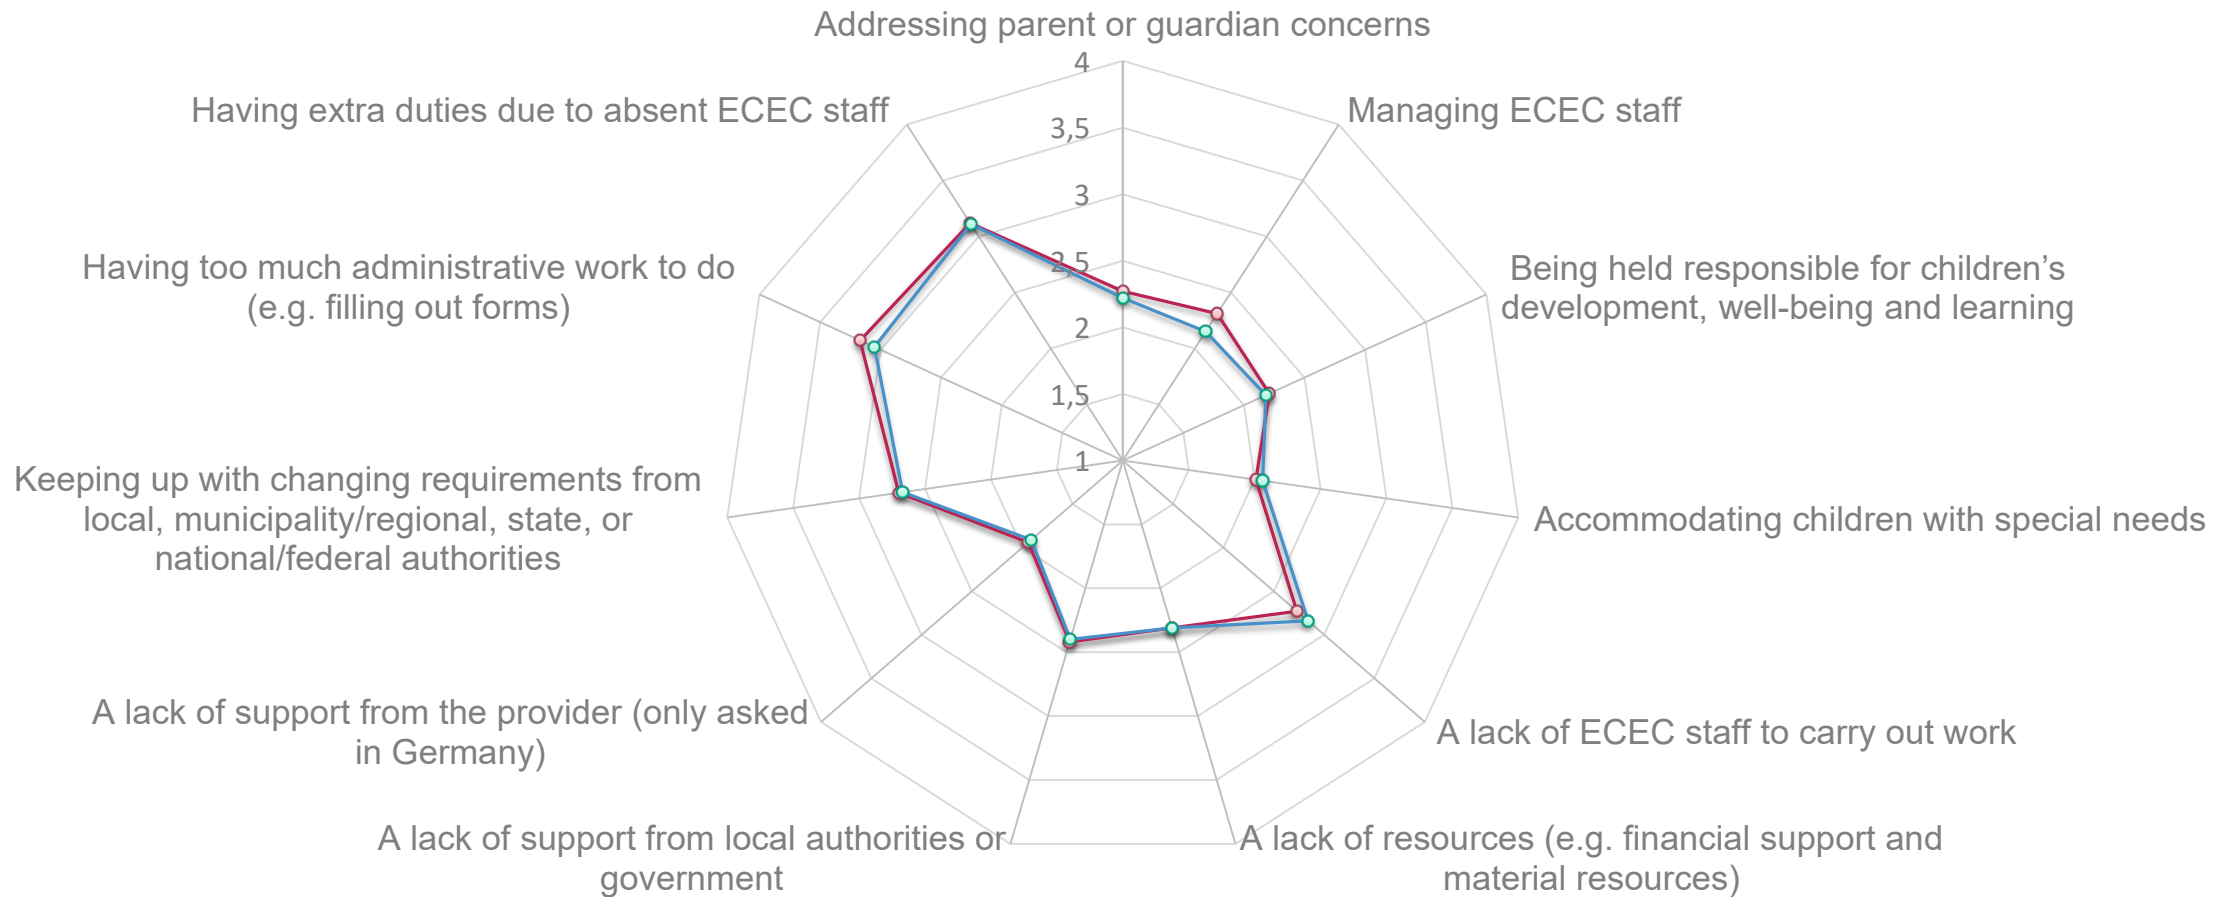 Addressing parent or guardian concerns
4
Having extra duties due to absent ECEC staff
Managing ECEC staff
3,5
3
Having too much administrative work to do
(e.g. filling out forms)
2,5
Being held responsible for children’s
development, well-being and learning
2
1,5
1
Keeping up with changing requirements from
local, municipality/regional, state, or
national/federal authorities
Accommodating children with special needs
A lack of support from the provider (only asked
in Germany)
A lack of ECEC staff to carry out work
A lack of support from local authorities or
government
A lack of resources (e.g. financial support and
material resources)